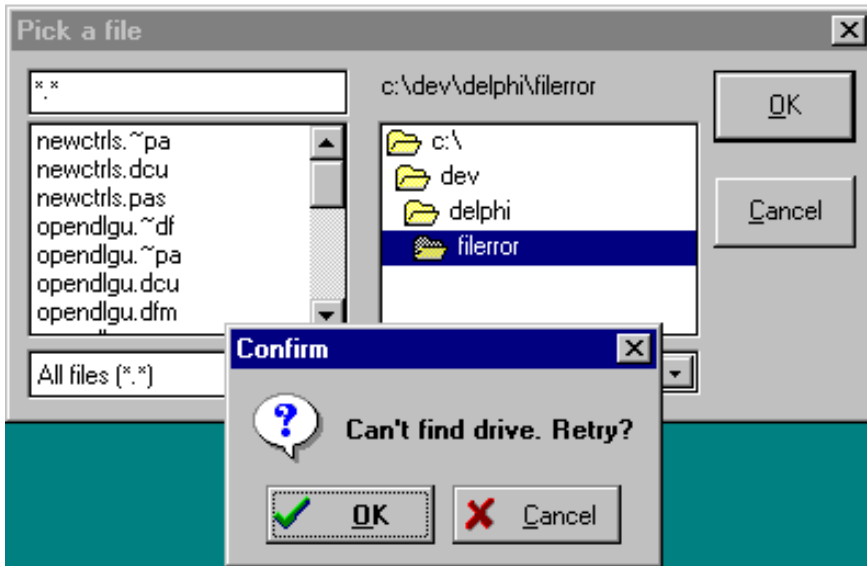 Pick a file
*.*
newctrls.~pa
newctrls.dcu
newctrls.pas
opendlgu.~df
opendlgu.~pa
opendlgu.dcu
opendlgu.dfm
All files (*.*)
c:\dev\delphi\filerror
c:\
dev
delphi
filerror
OK
Cancel
Confirm
Can't find drive. Retry?
OK
Cancel